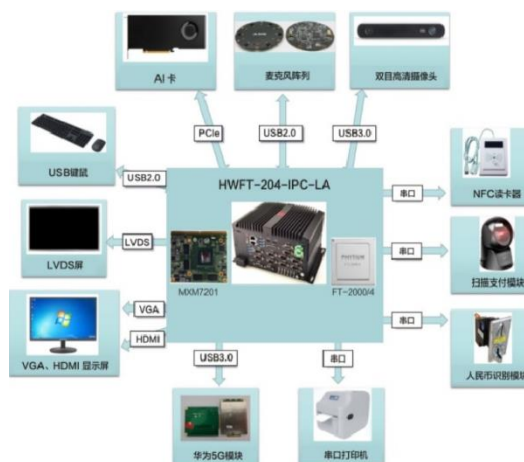 AI 卡
麦克风阵列
双目高清摄像头
PCIe
USB2.0
USB3.0
USB键鼠
USB2.0
HWFT-204-IPC-LA
串口
NFC读卡器
LVDS屏
LVDS
MXM7201
FT-2000/4
串口
扫描支付模块
VGA
HDMI
VGA、HDMI 显示屏
串口
人民币识别模块
USB3.0
串口
华为5G模块
串口打印机